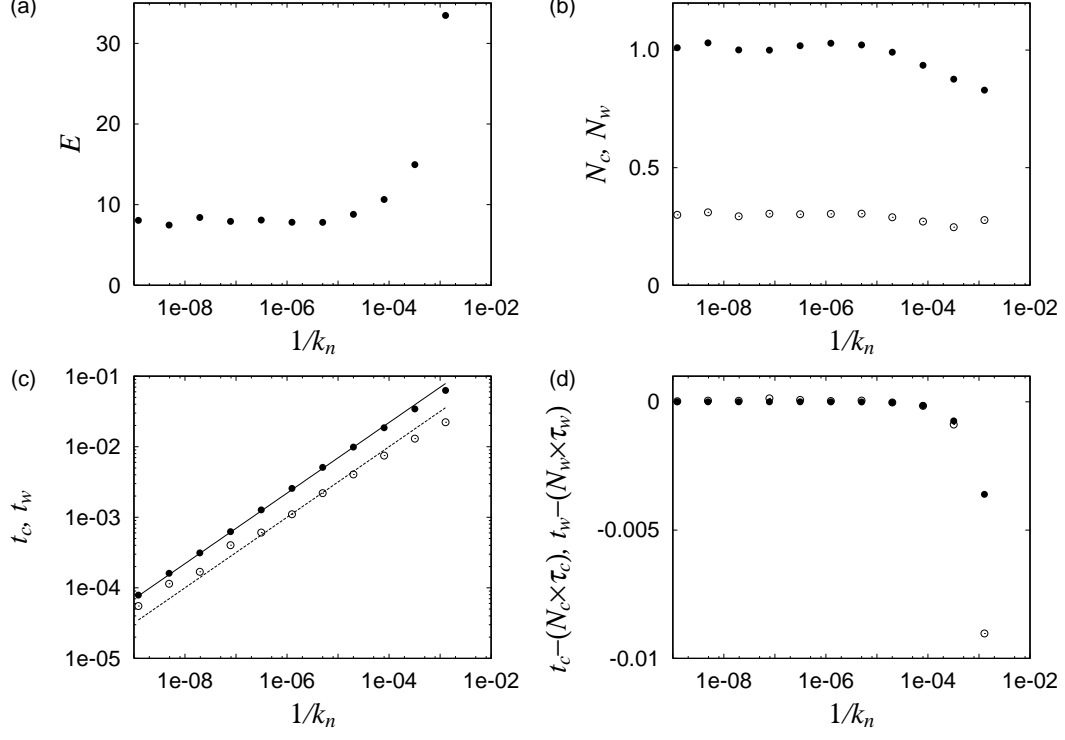 (a)
30
20
10
0
E
1e-08 1e-06 1e-04 1e-02
1/k_n
(b)
1.0
0.5
0
N_c, N_w
1e-08 1e-06 1e-04 1e-02
1/k_n
(c)
1e-01
1e-02
1e-03
1e-04
1e-05
t_c, t_w
1e-08 1e-06 1e-04 1e-02
1/k_n
(d)
0
-0.005
-0.01
t_c–(N_c×τ_c), t_w–(N_w×τ_w)
1e-08 1e-06 1e-04 1e-02
1/k_n